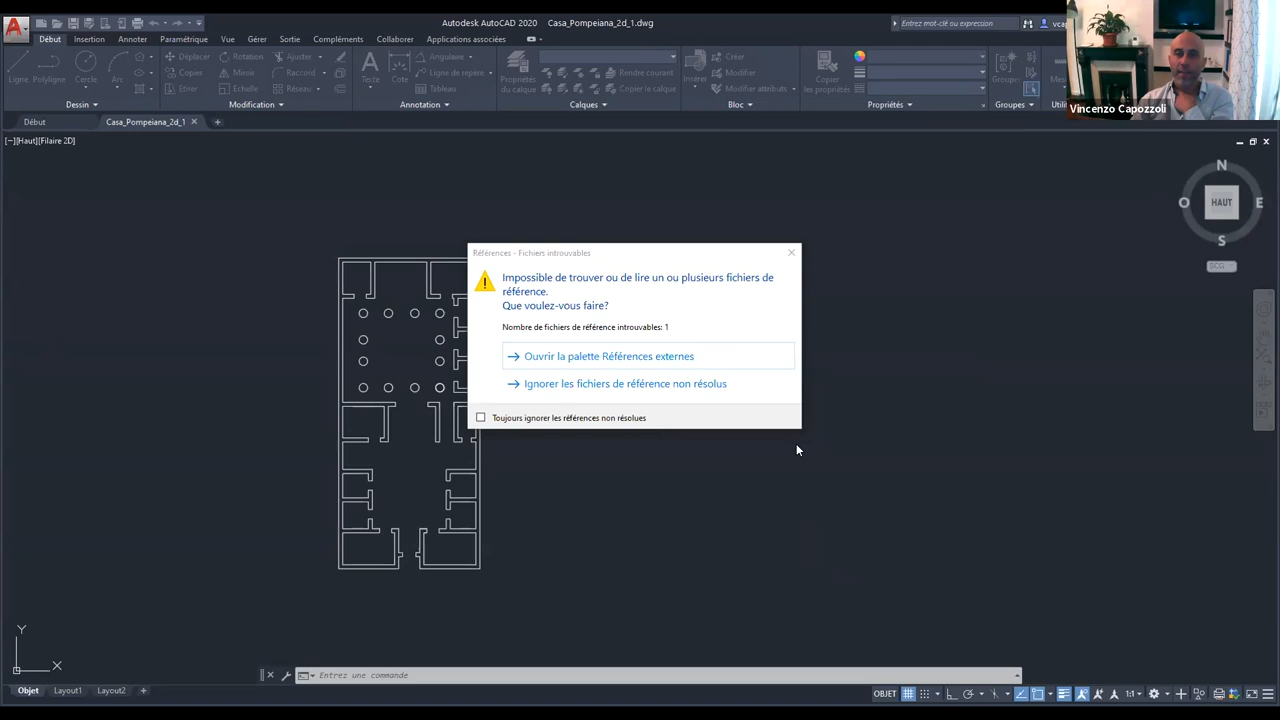 Autodesk AutoCAD 2020 Casa_Pompeiana_2d_1.dwg
Entrez mot-clé ou expression
Début Insertion Annoter Paramétrique Vue Gérer Sortie Compléments Collaborer Applications associées
Ligne Polyligne Cercle Arc
Déplacer Rotation Ajuster
Copier Miroir Raccord
Etirer Echelle Réseau
Texte Cote
Angulaire
Ligne de repère
Tableau
Propriétés du calque
Rendre courant
Copier le calque
Insérer
Créer
Modifier
Modifier attributs
Copier les propriétés
Groupe
Dessin Modification Annotation Calques Bloc Propriétés Groupes
Vincenzo Capozzoli
Début Casa_Pompeiana_2d_1
[−][Haut][Filaire 2D]
N
O HAUT E
S
SCG
Références - Fichiers introuvables
Impossible de trouver ou de lire un ou plusieurs fichiers de
référence.
Que voulez-vous faire?
Nombre de fichiers de référence introuvables: 1
Ouvrir la palette Références externes
Ignorer les fichiers de référence non résolus
Toujours ignorer les références non résolues
Y
X
Entrez une commande
Objet Layout1 Layout2 +
OBJET 1:1